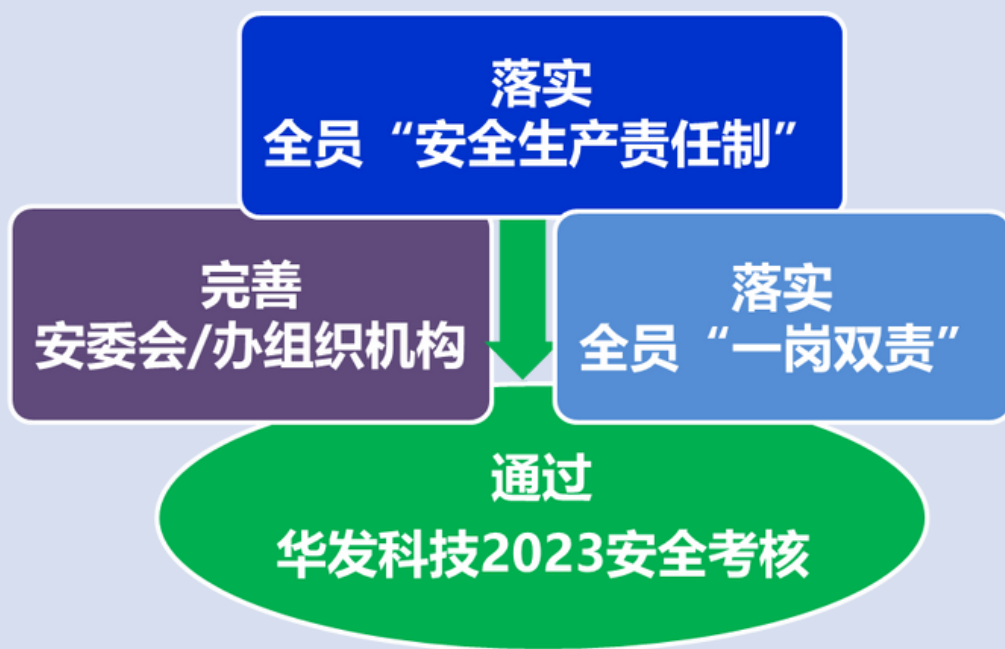 落实
全员“安全生产责任制”
完善
安委会/办组织机构
落实
全员“一岗双责”
通过
华发科技2023安全考核